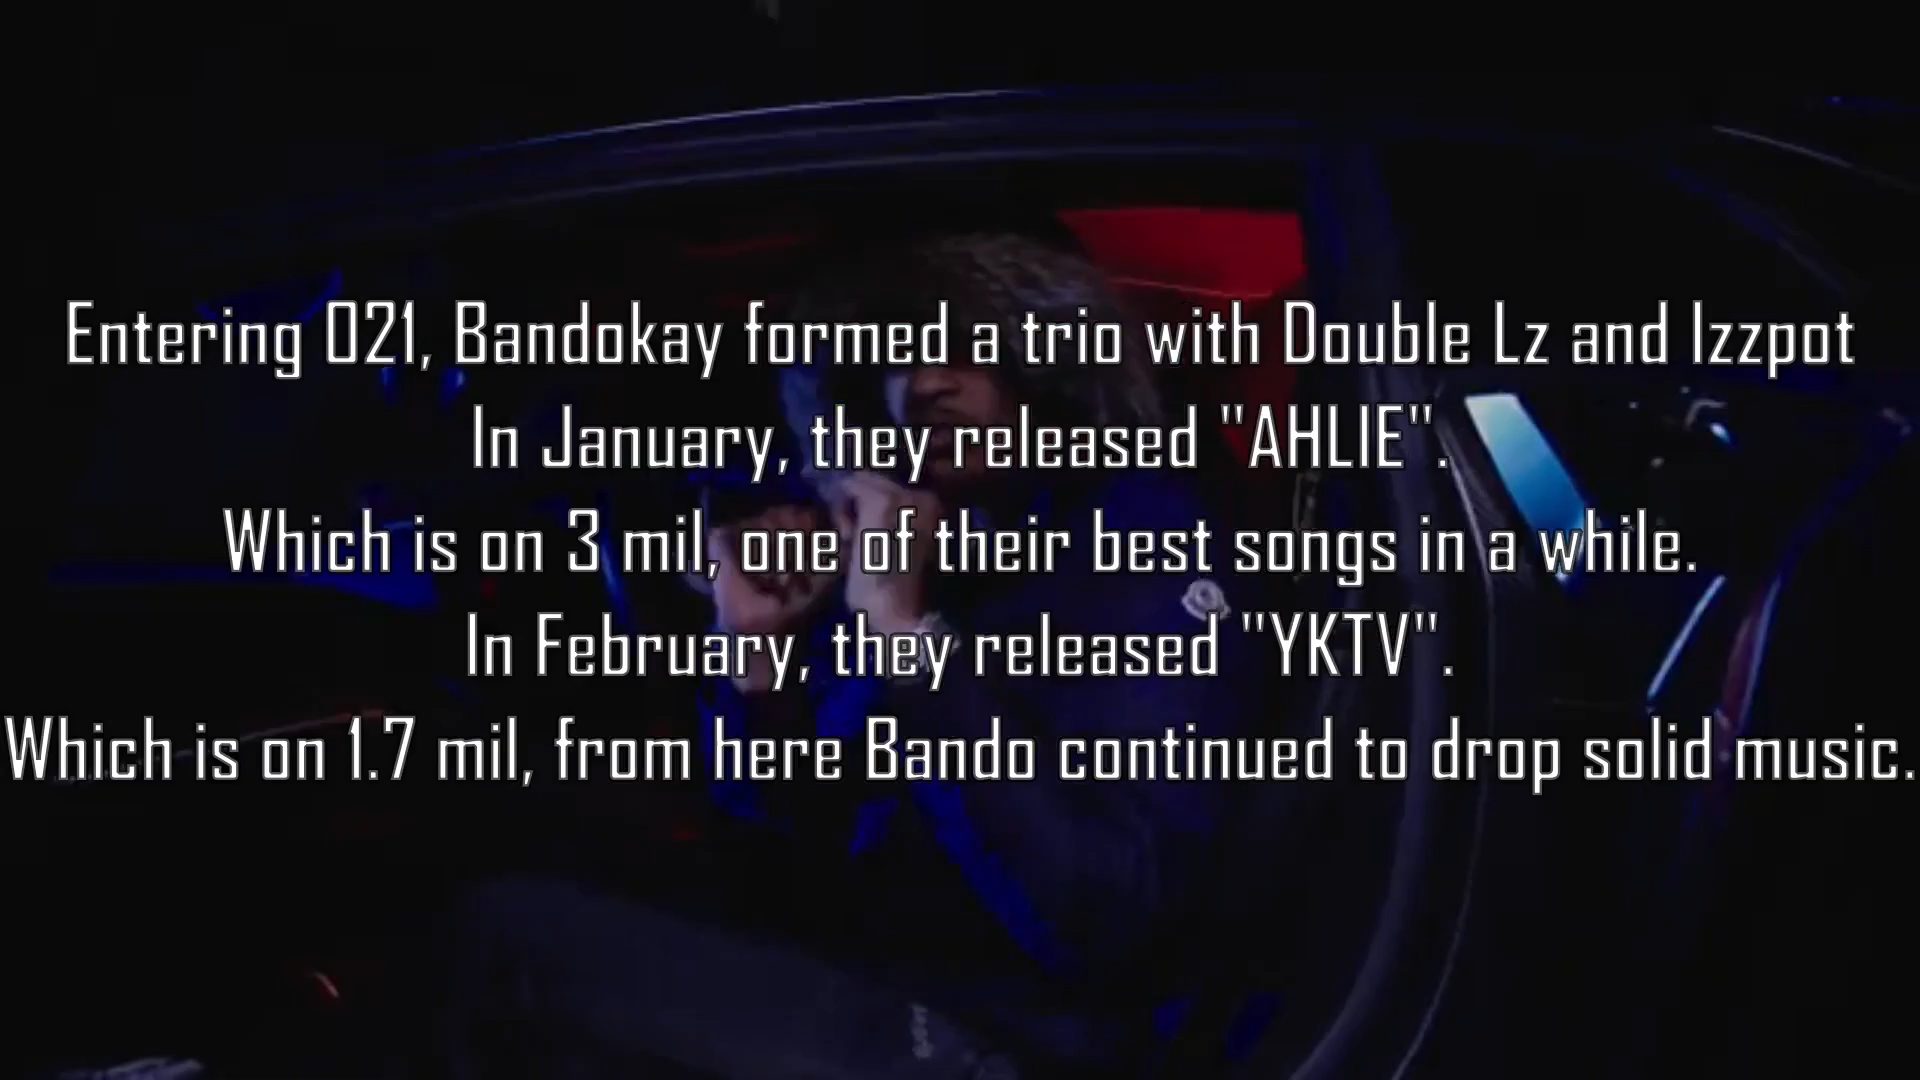 Entering 021, Bandokay formed a trio with Double Lz and Izzpot
In January, they released "AHLIE".
Which is on 3 mil, one of their best songs in a while.
In February, they released "YKTV".
Which is on 1.7 mil, from here Bando continued to drop solid music.